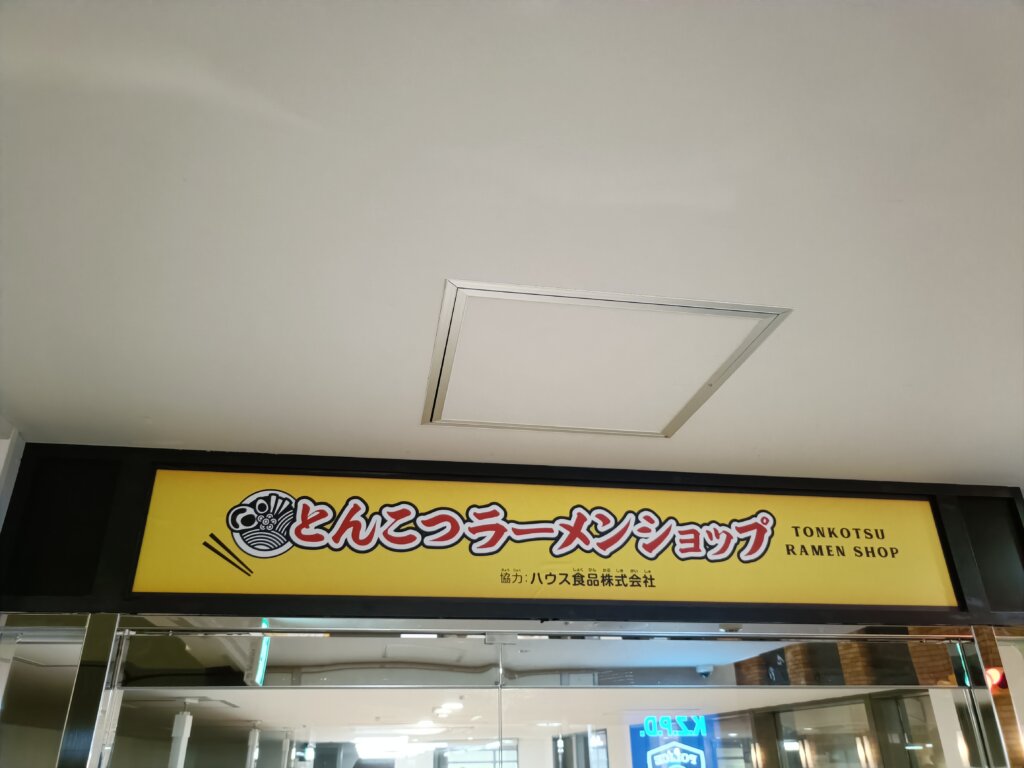 とんこつラーメンショップ
TONKOTSU
RAMEN SHOP
協力:ハウス食品株式会社
K.Z.P.D.
POLICE